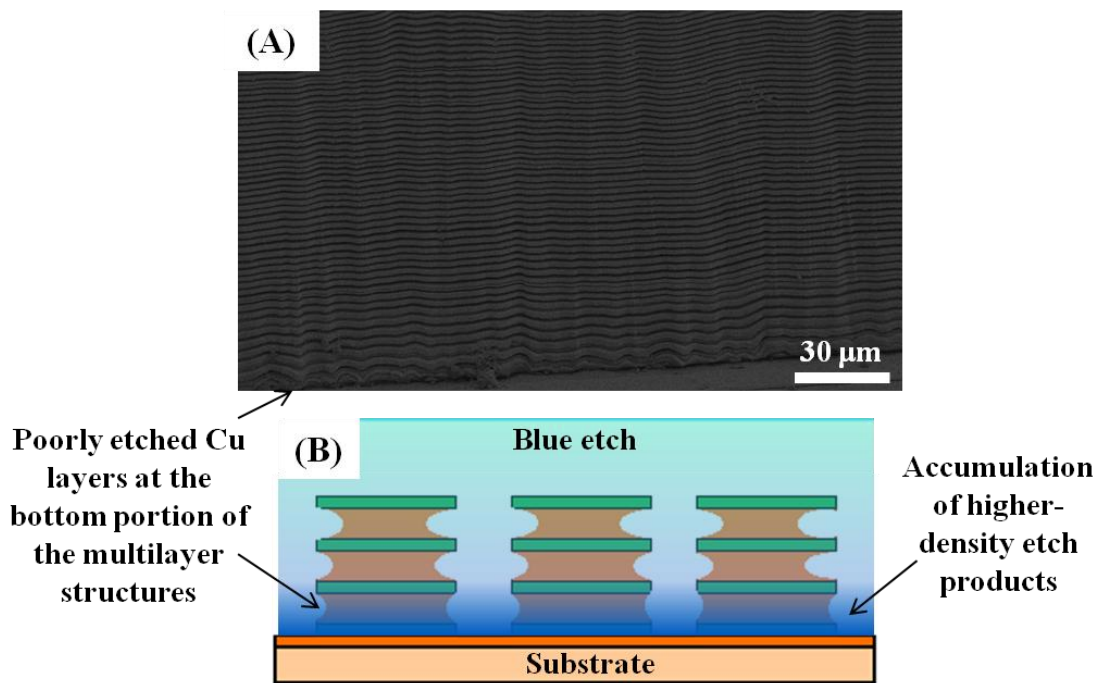 (A)
30 µm
Poorly etched Cu
layers at the
bottom portion of
the multilayer
structures
(B)
Blue etch
Accumulation
of higher-
density etch
products
Substrate